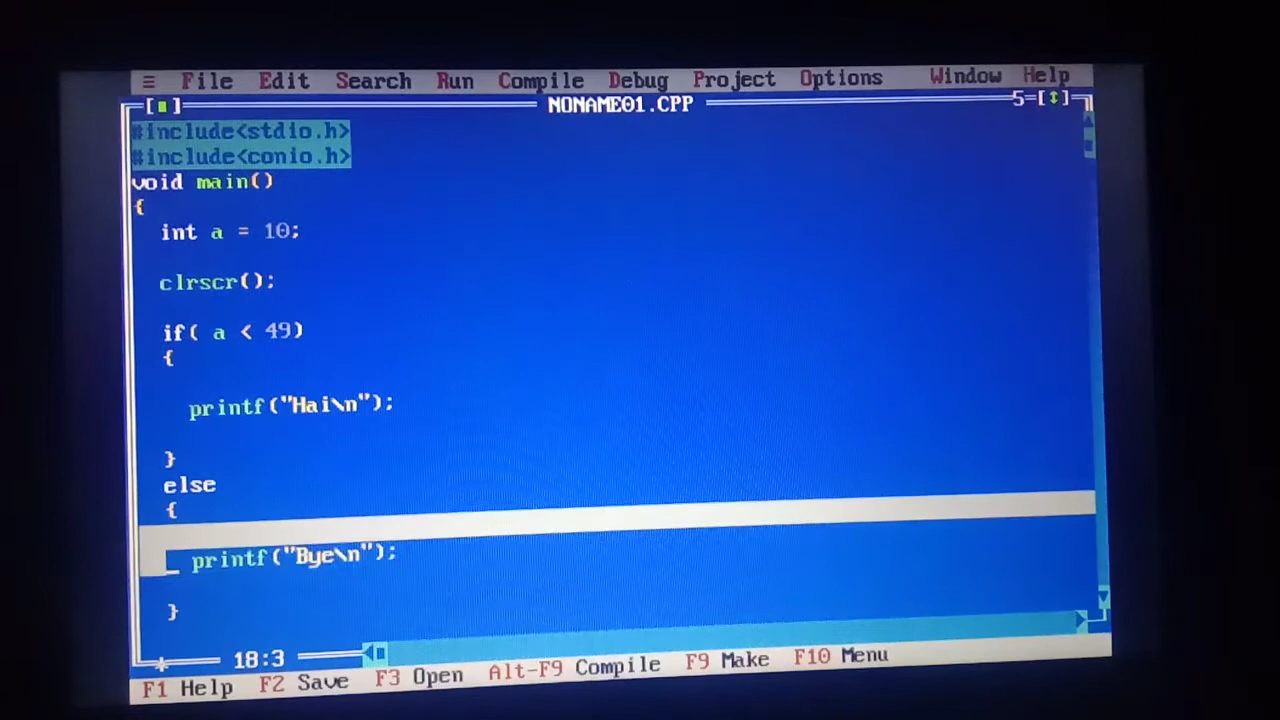 ≡ File Edit Search Run Compile Debug Project Options Window Help
[■] NONAME01.CPP 5=[↕]
#include<stdio.h>
#include<conio.h>
void main()
{
int a = 10;
clrscr();
if( a < 49)
{
printf("Hai\n");
}
else
{
printf("Bye\n");
}
* 18:3
F1 Help F2 Save F3 Open Alt-F9 Compile F9 Make F10 Menu